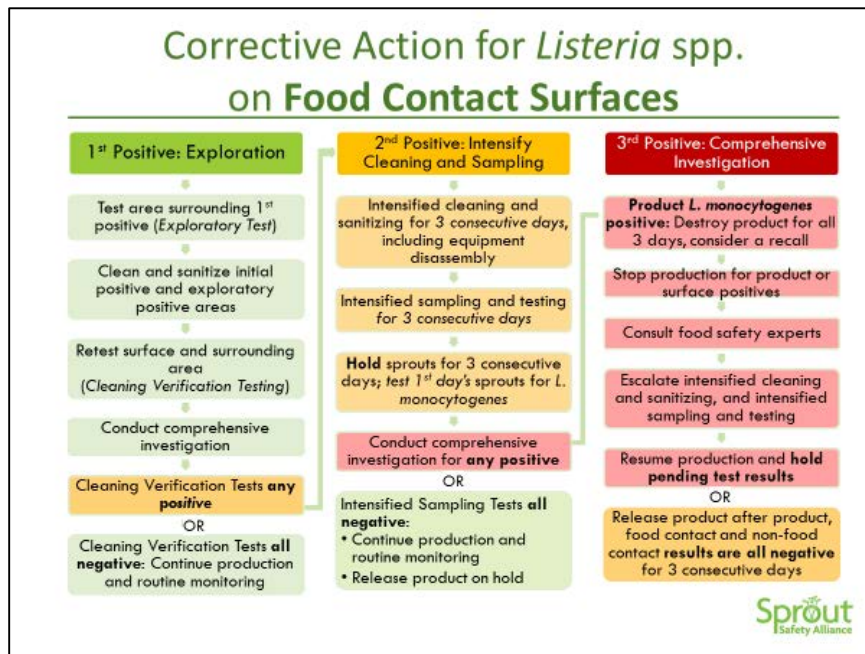 Corrective Action for Listeria spp.
on Food Contact Surfaces
1st Positive: Exploration
Test area surrounding 1st
positive (Exploratory Test)
Clean and sanitize initial
positive and exploratory
positive areas
Retest surface and surrounding
area
(Cleaning Verification Testing)
Conduct comprehensive
investigation
Cleaning Verification Tests any
positive
OR
Cleaning Verification Tests all
negative: Continue production
and routine monitoring
2nd Positive: Intensify
Cleaning and Sampling
Intensified cleaning and
sanitizing for 3 consecutive days,
including equipment
disassembly
Intensified sampling and testing
for 3 consecutive days
Hold sprouts for 3 consecutive
days; test 1st day's sprouts for L.
monocytogenes
Conduct comprehensive
investigation for any positive
OR
Intensified Sampling Tests all
negative:
• Continue production and
routine monitoring
• Release product on hold
3rd Positive: Comprehensive
Investigation
Product L. monocytogenes
positive: Destroy product for all
3 days, consider a recall
Stop production for product or
surface positives
Consult food safety experts
Escalate intensified cleaning
and sanitizing, and intensified
sampling and testing
Resume production and hold
pending test results
OR
Release product after product,
food contact and non-food
contact results are all negative
for 3 consecutive days
Sprout
Safety Alliance